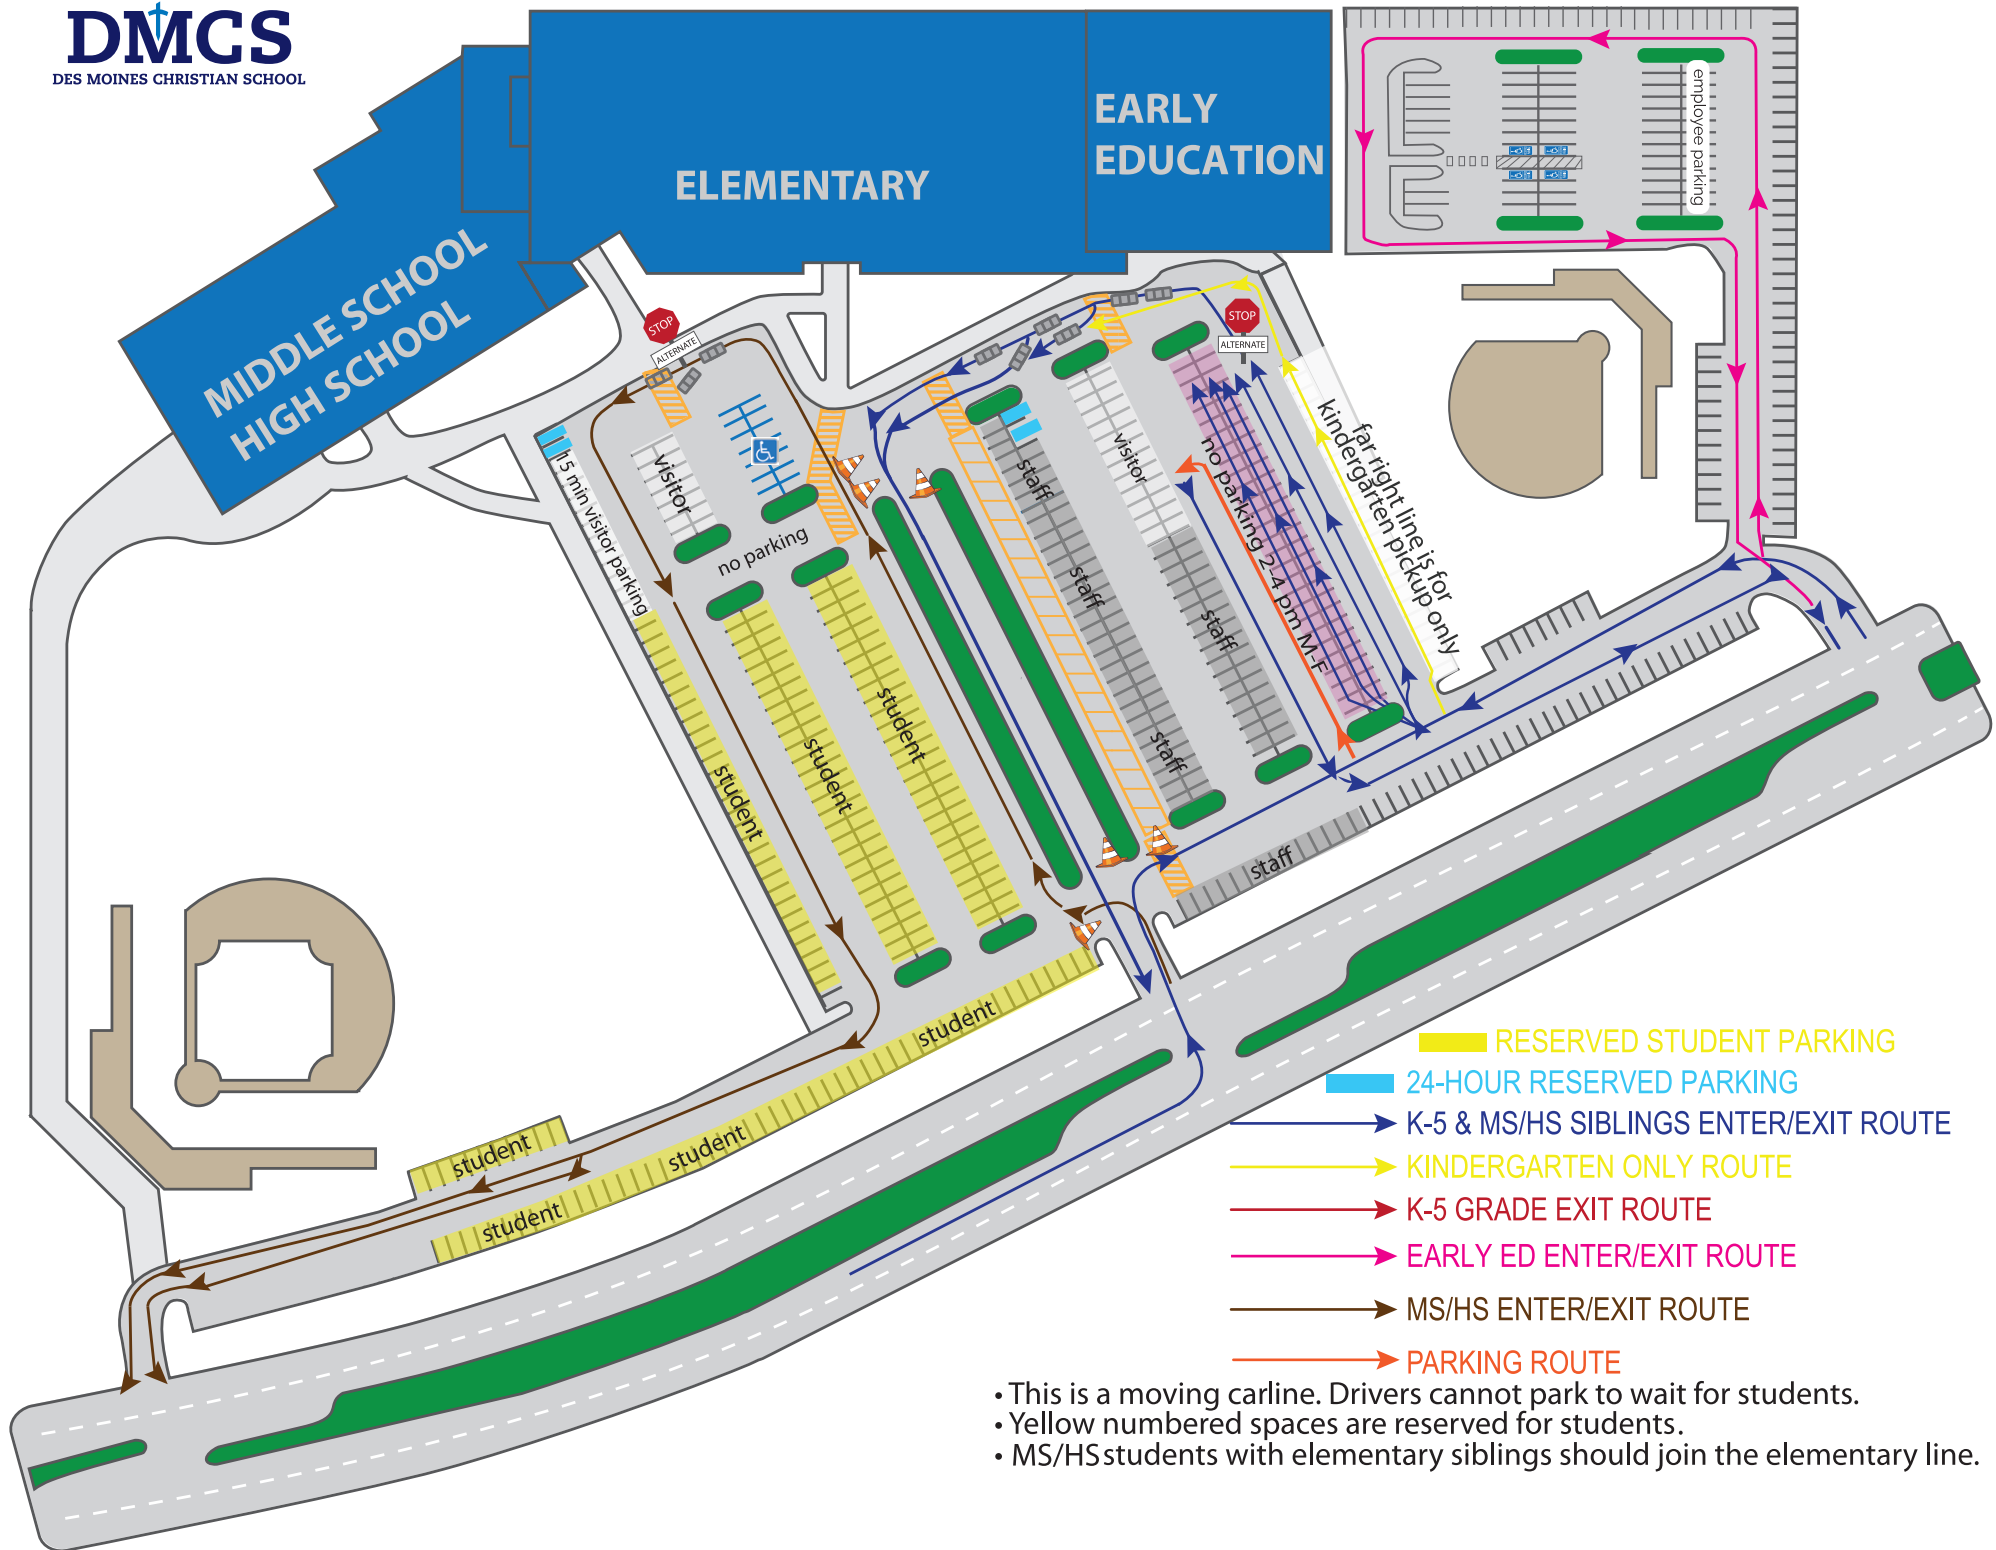 DMCS
DES MOINES CHRISTIAN SCHOOL
MIDDLE SCHOOL
HIGH SCHOOL
ELEMENTARY
EARLY
EDUCATION
employee parking
STOP
ALTERNATE
STOP
ALTERNATE
15 min visitor parking
visitor
no parking
student
student
student
staff
staff
staff
visitor
staff
no parking 2-4 pm M-F
far right line is for
kindergarten pickup only
staff
student
student
student
student
RESERVED STUDENT PARKING
24-HOUR RESERVED PARKING
K-5 & MS/HS SIBLINGS ENTER/EXIT ROUTE
KINDERGARTEN ONLY ROUTE
K-5 GRADE EXIT ROUTE
EARLY ED ENTER/EXIT ROUTE
MS/HS ENTER/EXIT ROUTE
PARKING ROUTE
• This is a moving carline. Drivers cannot park to wait for students.
• Yellow numbered spaces are reserved for students.
• MS/HS students with elementary siblings should join the elementary line.